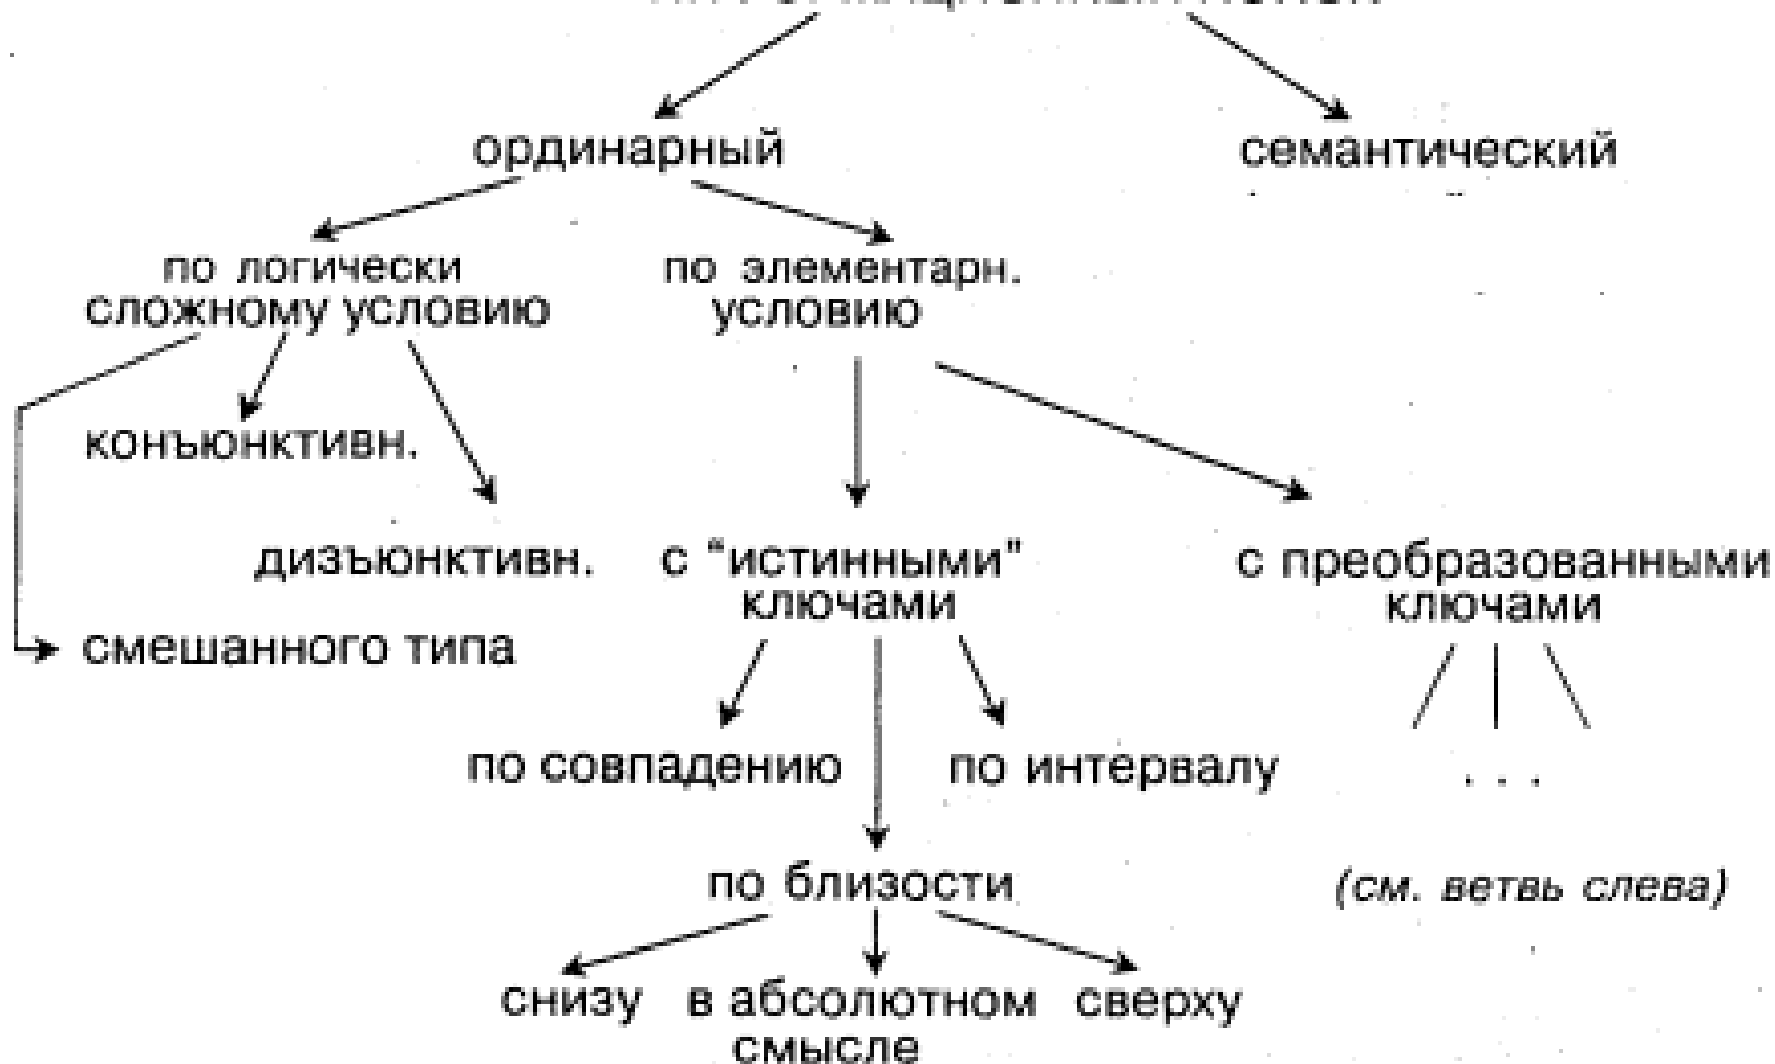 ординарный
семантический
по логически
сложному условию
по элементарн.
условию
конъюнктивн.
дизъюнктивн.
с "истинными"
ключами
с преобразованными
ключами
смешанного типа
по совпадению
по интервалу
. . .
по близости
(см. ветвь слева)
снизу
в абсолютном
смысле
сверху